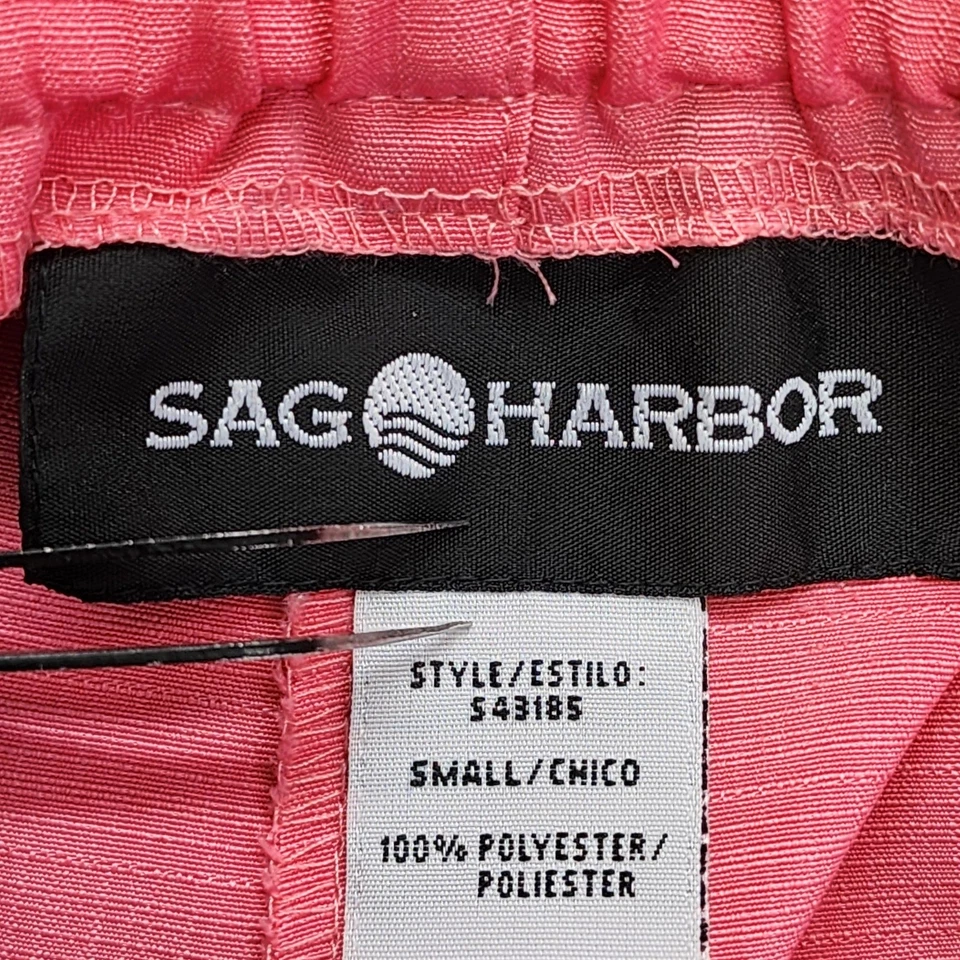 SAG HARBOR
STYLE/ESTILO:
S43185
SMALL/CHICO
100% POLYESTER/
POLIESTER